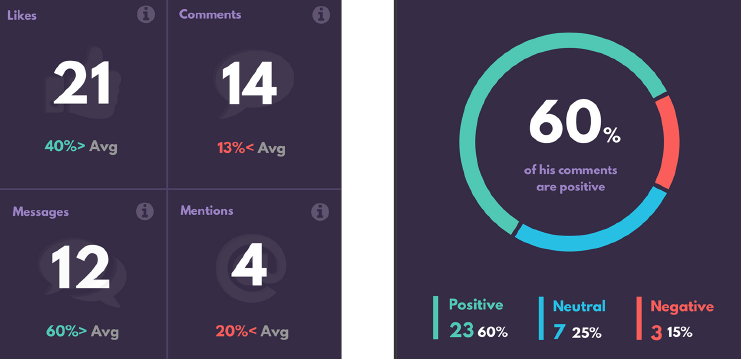 Likes
21
40%> Avg
Comments
14
13%< Avg
Messages
12
60%> Avg
Mentions
4
20%< Avg
60%
of his comments
are positive
Positive
23 60%
Neutral
7 25%
Negative
3 15%